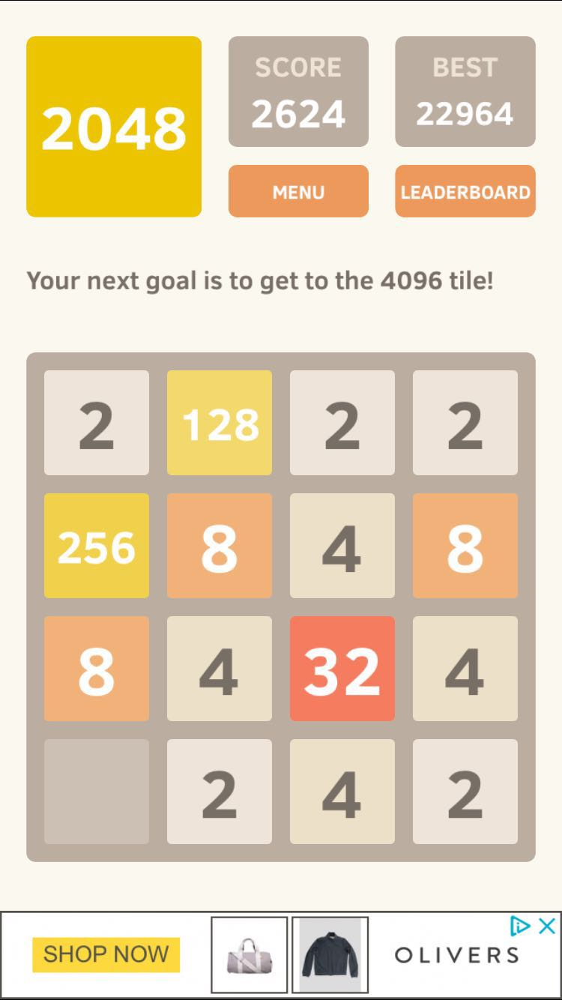 2048
SCORE
2624
BEST
22964
MENU
LEADERBOARD
Your next goal is to get to the 4096 tile!
2 128 2 2
256 8 4 8
8 4 32 4
2 4 2
SHOP NOW
OLIVERS